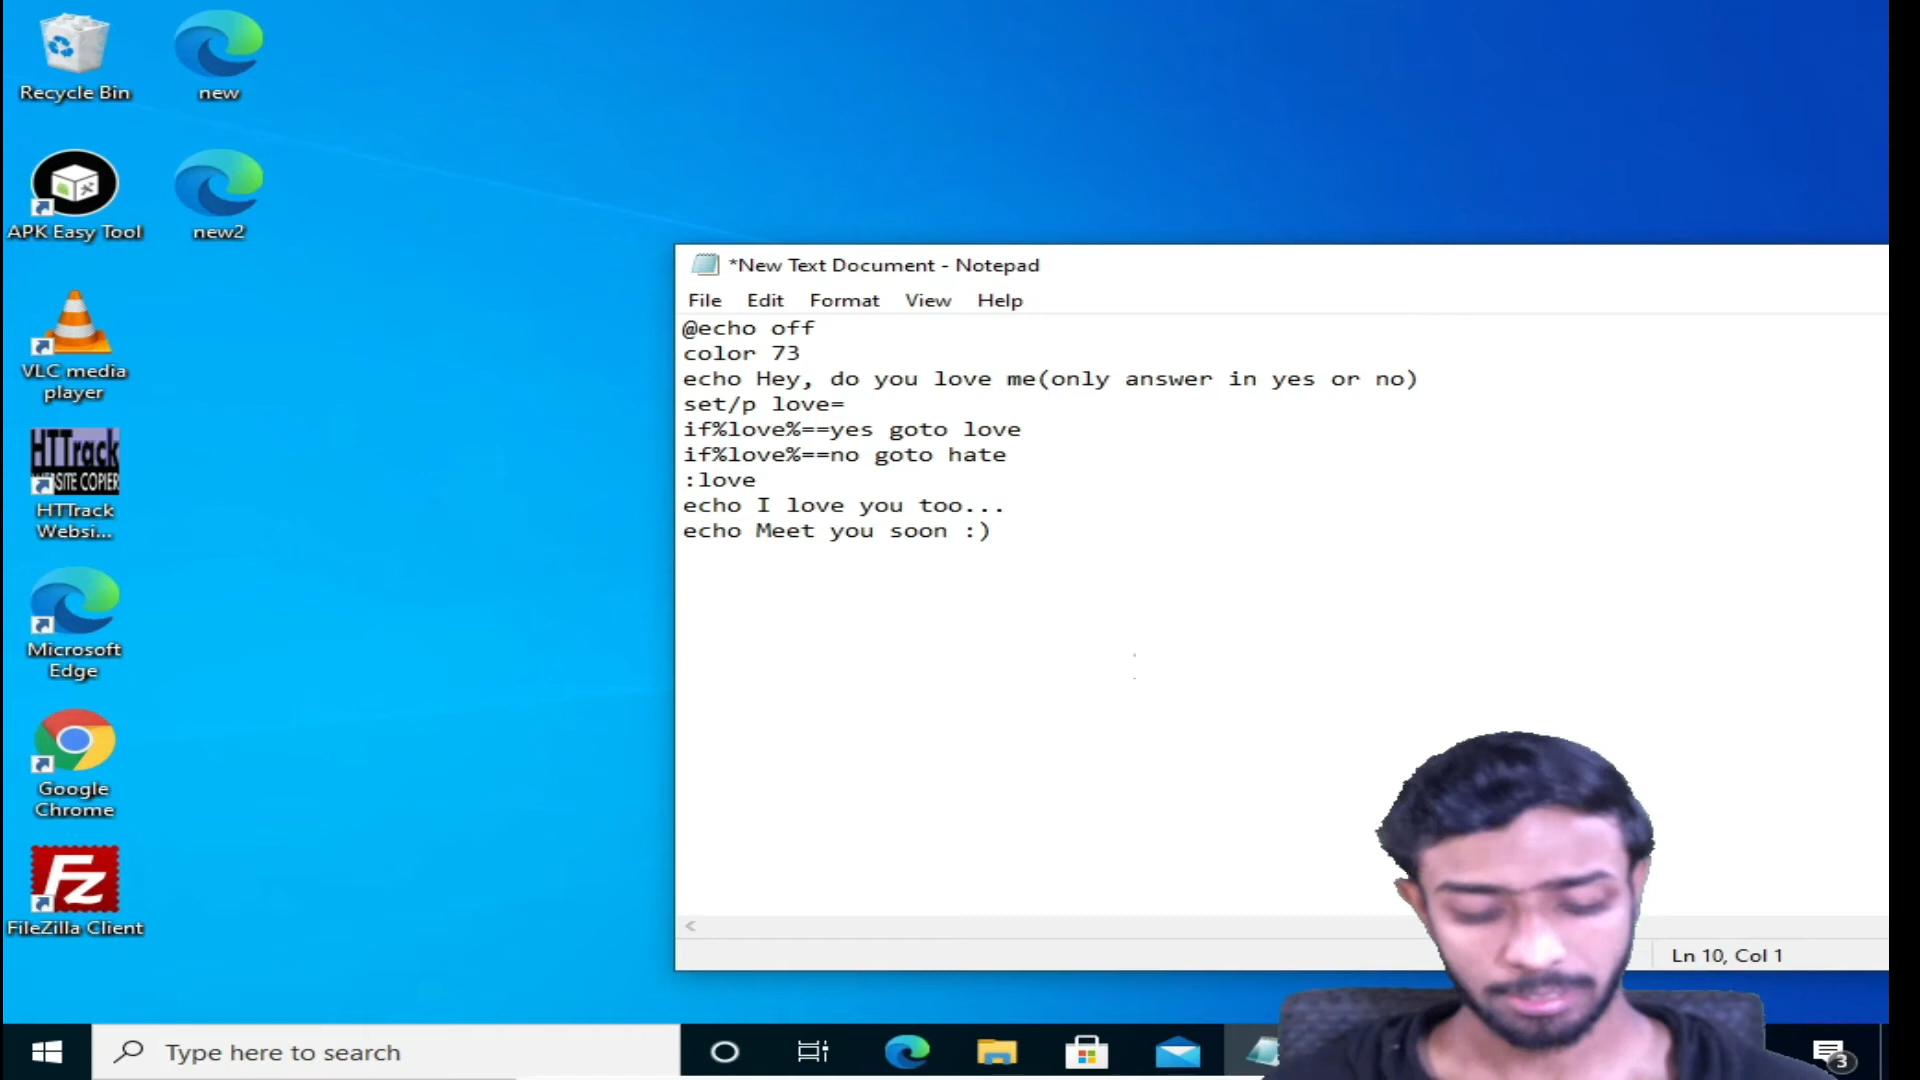 Recycle Bin
new
APK Easy Tool
new2
VLC media
player
HTTrack
WEBSITE COPIER
HTTrack
Websi...
Microsoft
Edge
Google
Chrome
Fz
FileZilla Client
*New Text Document - Notepad
File Edit Format View Help
@echo off
color 73
echo Hey, do you love me(only answer in yes or no)
set/p love=
if%love%==yes goto love
if%love%==no goto hate
:love
echo I love you too...
echo Meet you soon :)
Ln 10, Col 1
Type here to search
3